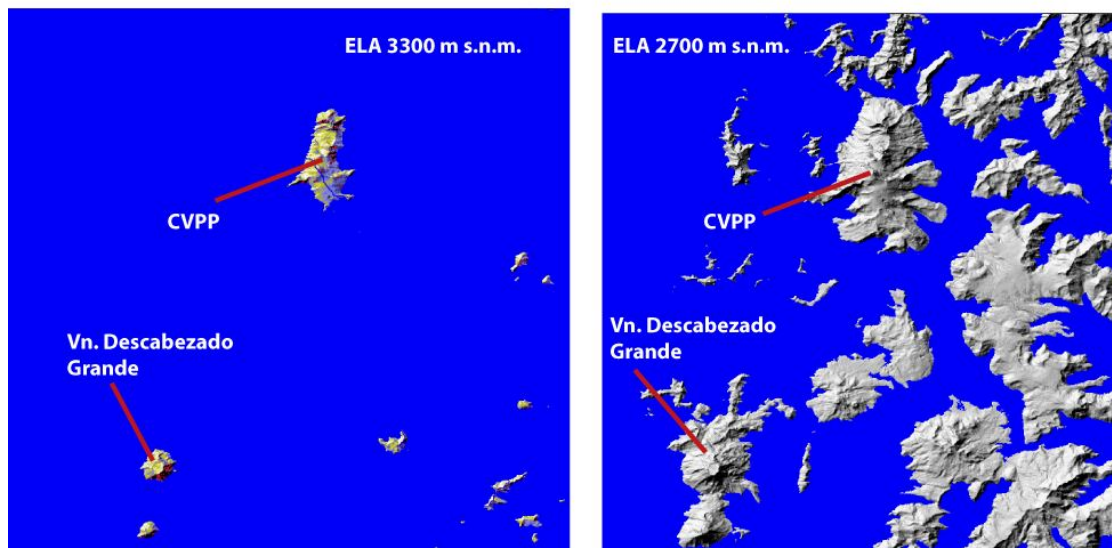 ELA 3300 m s.n.m.
CVPP
Vn. Descabezado
Grande
ELA 2700 m s.n.m.
CVPP
Vn. Descabezado
Grande